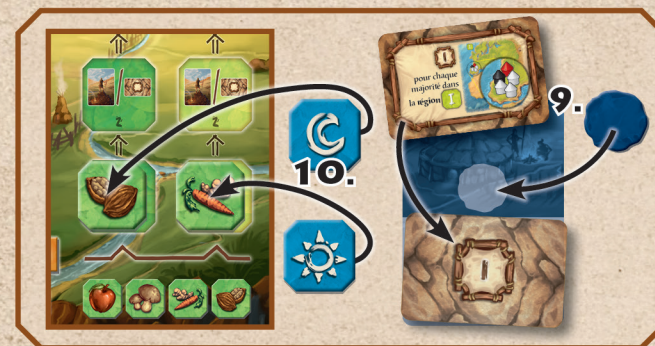 2
2
10.
I
pour chaque
majorité dans
la région I
9.
I